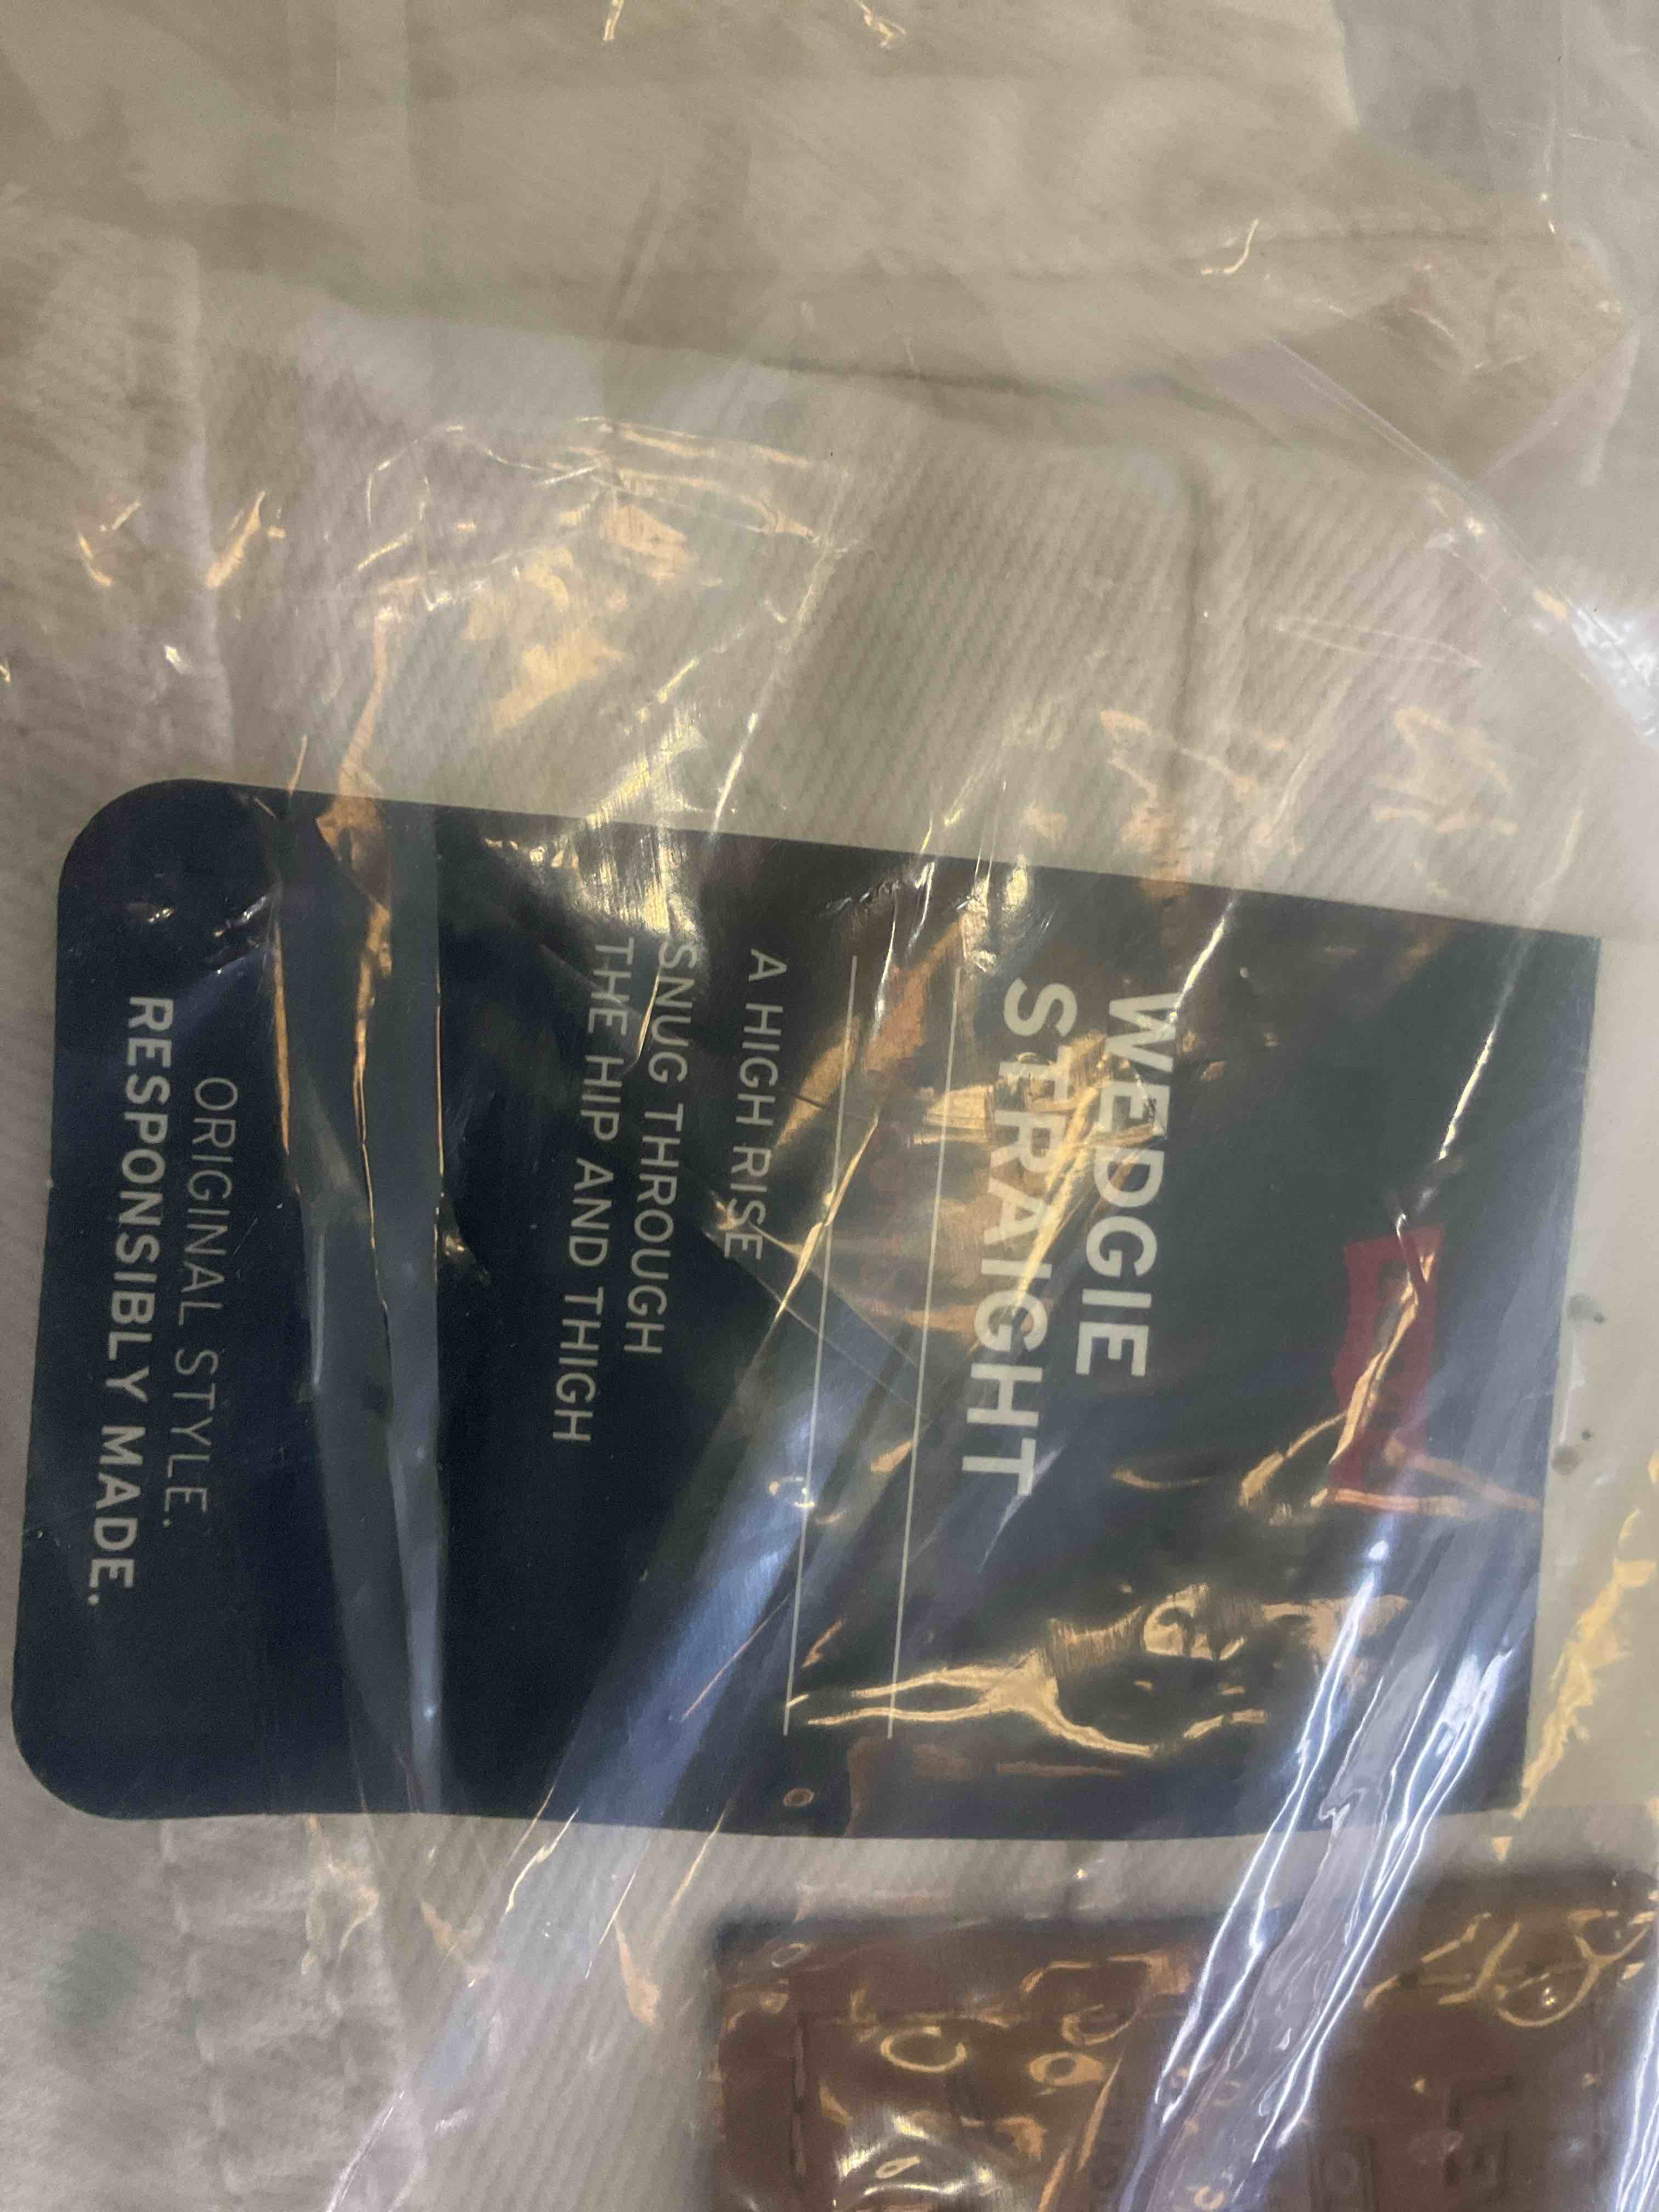 WEDGIE
STRAIGHT
A HIGH RISE
SNUG THROUGH
THE HIP AND THIGH
ORIGINAL STYLE.
RESPONSIBLY MADE.